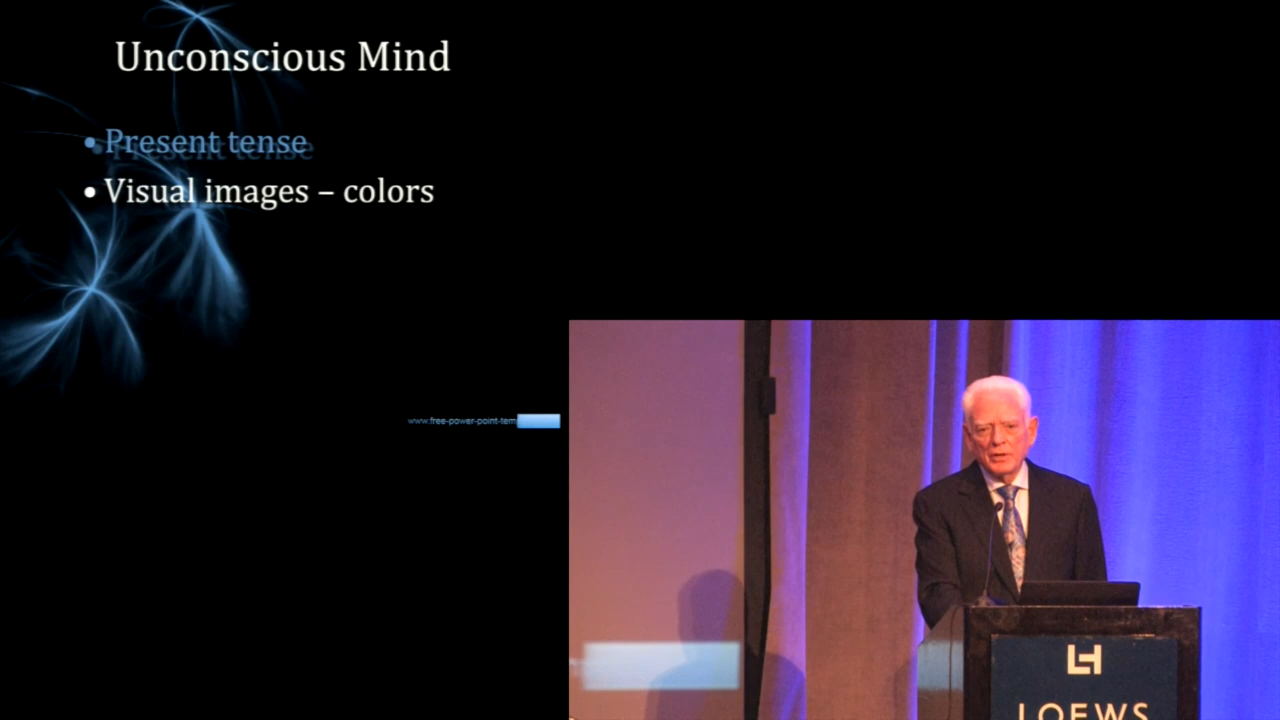 Unconscious Mind
• Present tense
• Visual images – colors
www.free-power-point-tem
LH
LOEWS